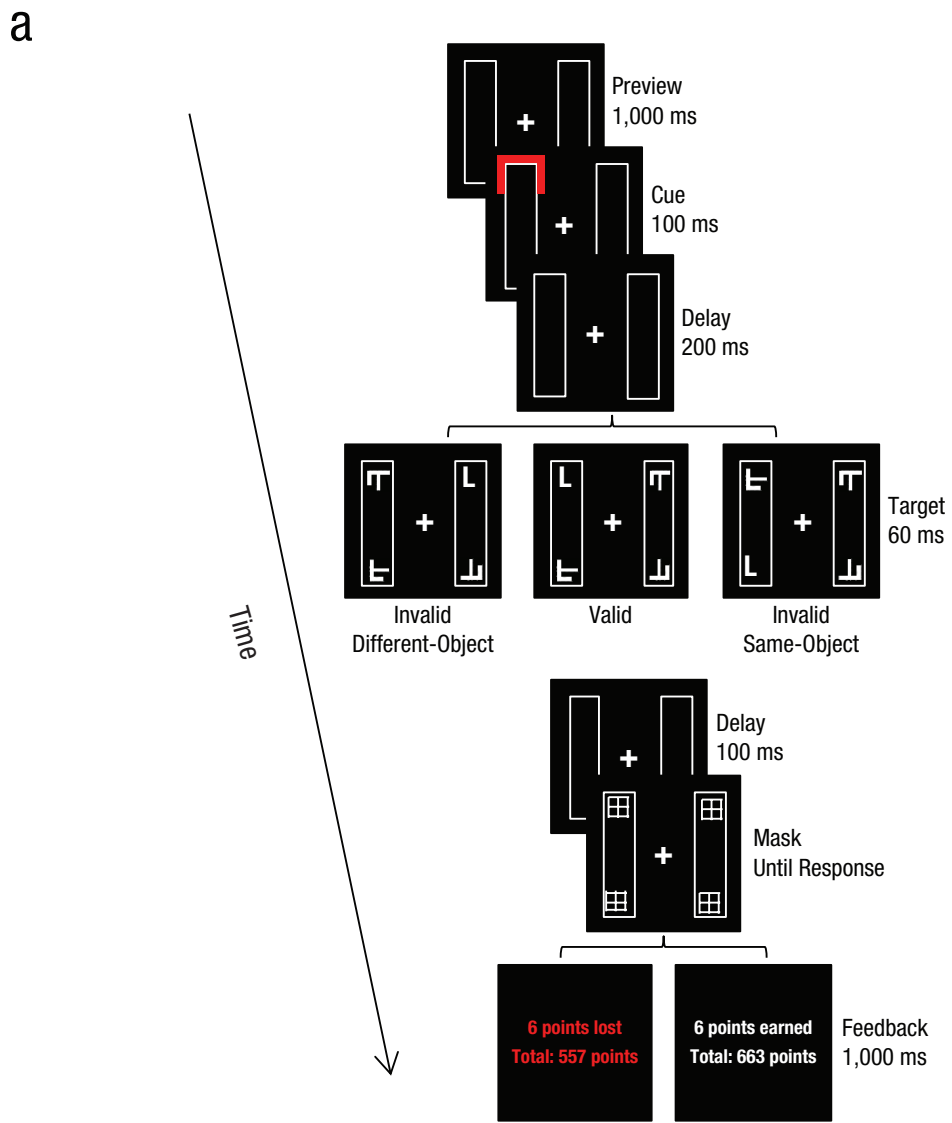 a
Preview
1,000 ms
Cue
100 ms
Delay
200 ms
L
L
L
Target
60 ms
Invalid
Different-Object
Valid
Invalid
Same-Object
Time
Delay
100 ms
Mask
Until Response
6 points lost
Total: 557 points
6 points earned
Total: 663 points
Feedback
1,000 ms